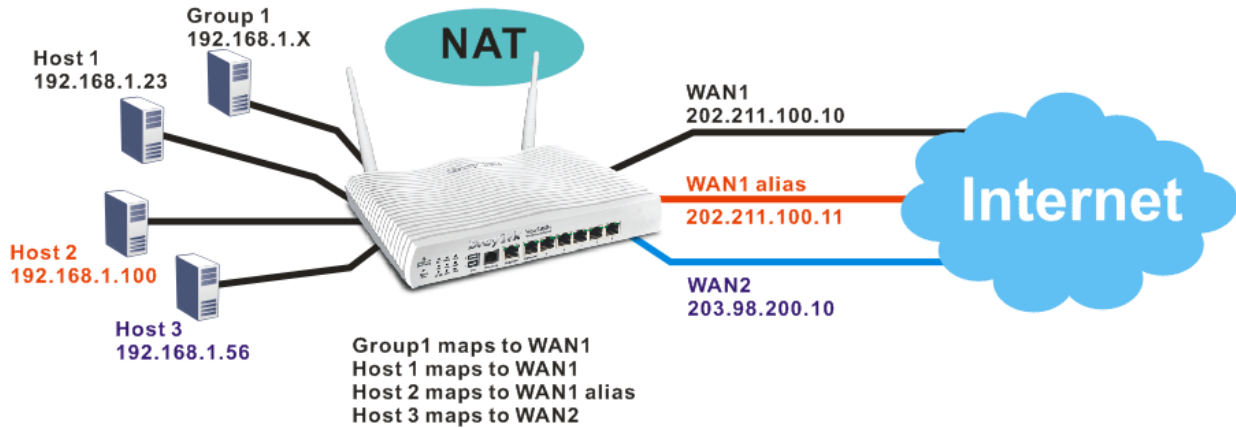 Group 1
192.168.1.X
NAT
Host 1
192.168.1.23
WAN1
202.211.100.10
WAN1 alias
202.211.100.11
Internet
Host 2
192.168.1.100
WAN2
203.98.200.10
Host 3
192.168.1.56
Group1 maps to WAN1
Host 1 maps to WAN1
Host 2 maps to WAN1 alias
Host 3 maps to WAN2